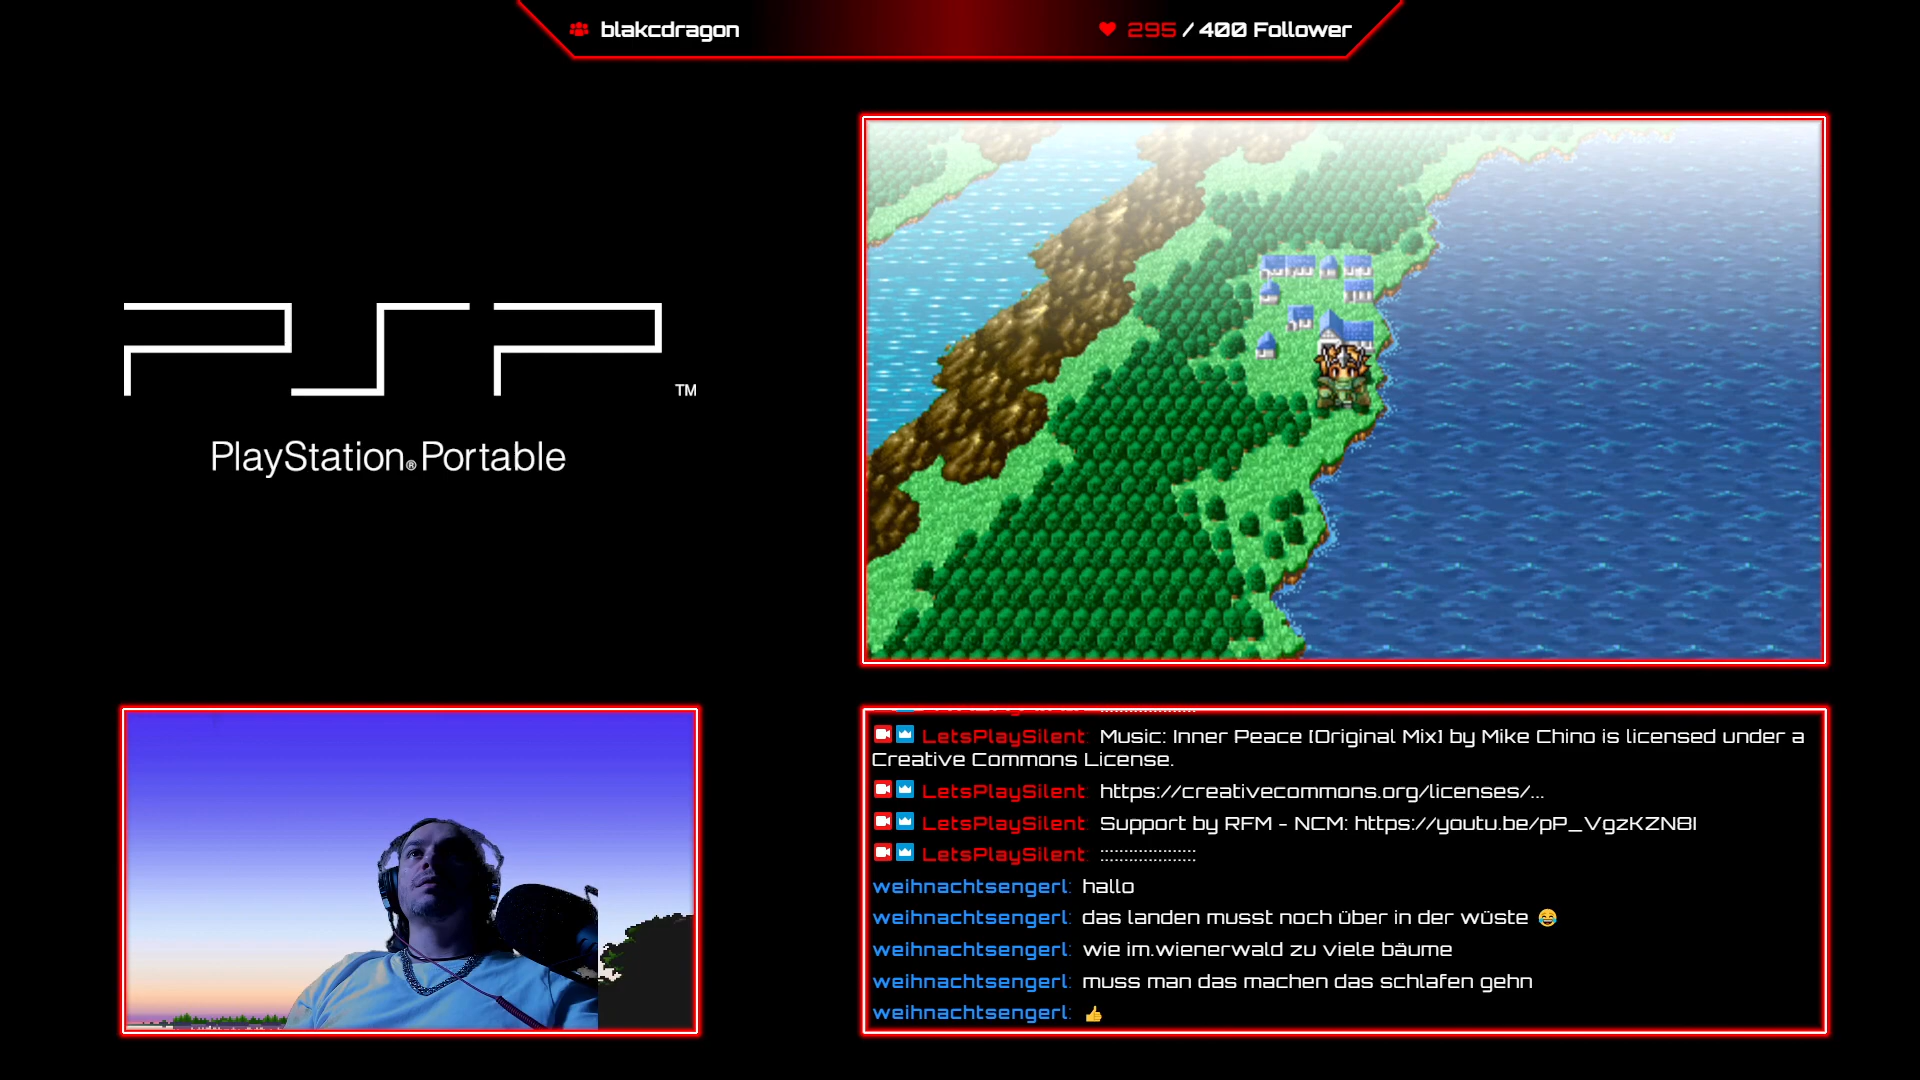 blakcdragon
295 / 400 Follower
PSP™
PlayStation®Portable
LetsPlaySilent: Music: Inner Peace [Original Mix] by Mike Chino is licensed under a
Creative Commons License.
LetsPlaySilent: https://creativecommons.org/licenses/...
LetsPlaySilent: Support by RFM - NCM: https://youtu.be/pP_VgzKZN8I
LetsPlaySilent: ::::::::::::::::::::
weihnachtsengerl: hallo
weihnachtsengerl: das landen musst noch über in der wüste 😂
weihnachtsengerl: wie im.wienerwald zu viele bäume
weihnachtsengerl: muss man das machen das schlafen gehn
weihnachtsengerl: 👍